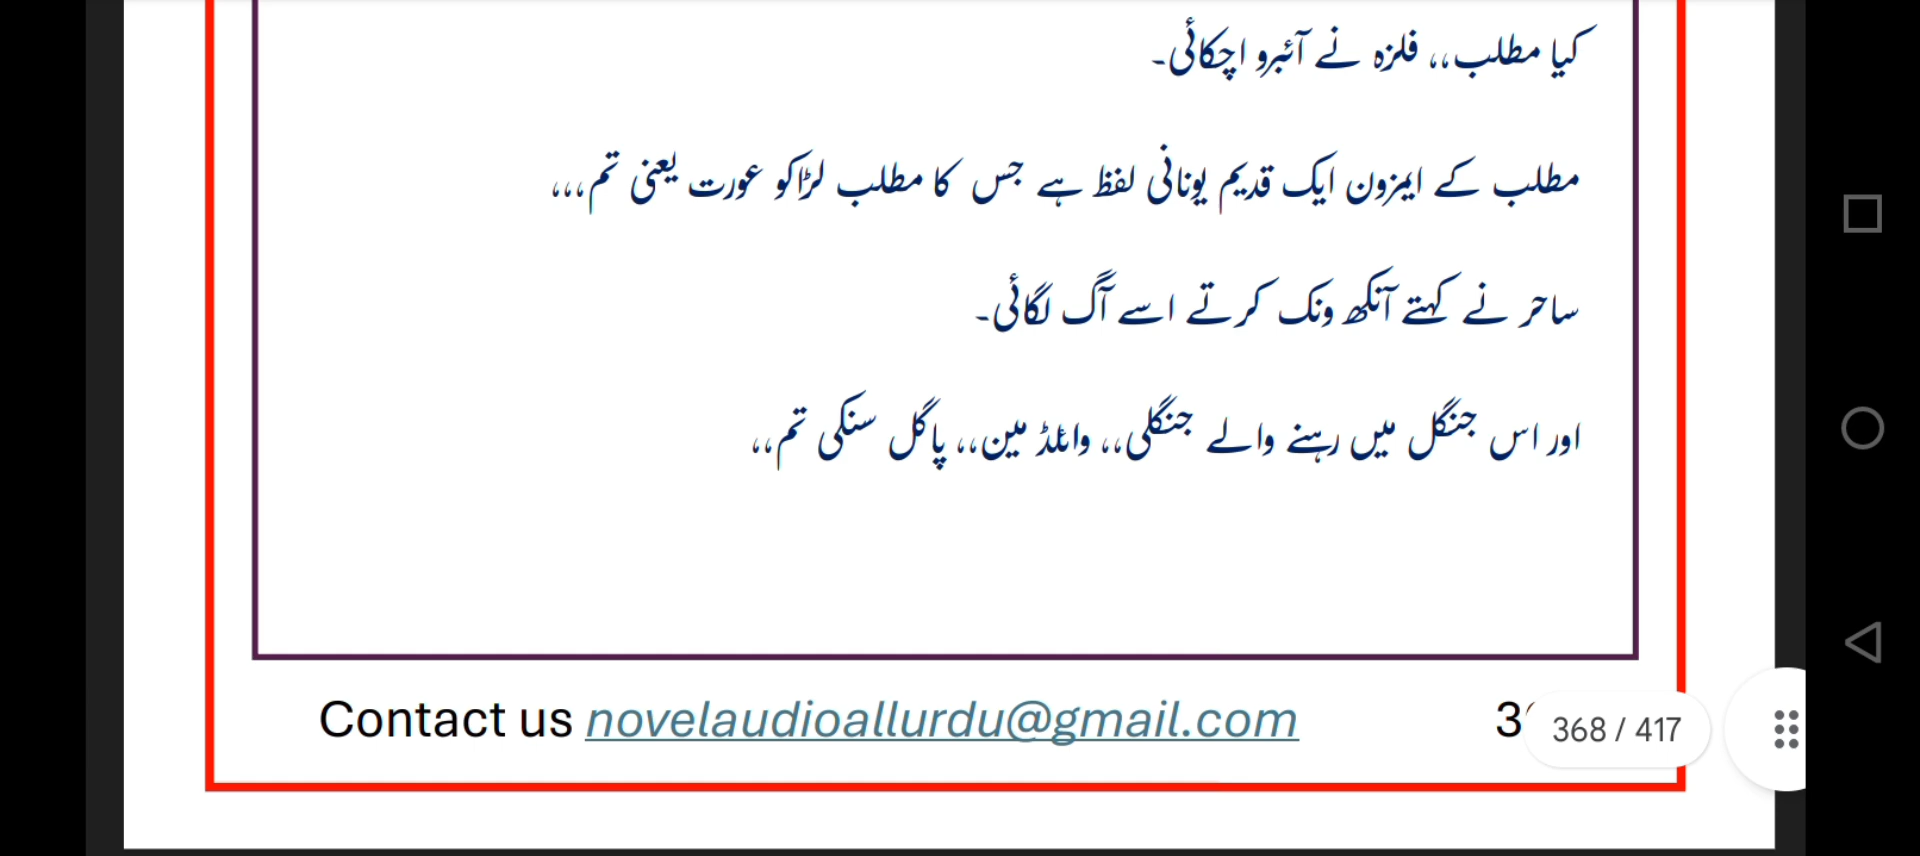 کیا مطلب،، فلزہ نے آئبرو اچکائی۔
مطلب کے ایمزون ایک قدیم یونانی لفظ ہے جس کا مطلب لڑاکو عورت یعنی تم،،،
ساحر نے کہتے آنکھ ونک کرتے اسے آگ لگائی۔
اور اس جنگل میں رہنے والے جنگلی،، وائلڈ مین،، پاگل سنکی تم،،
Contact us novelaudioallurdu@gmail.com
368 / 417